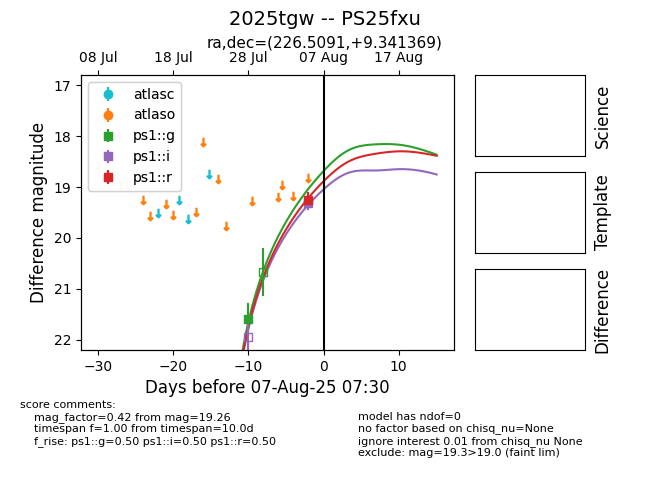 2025tgw -- PS25fxu
ra,dec=(226.5091,+9.341369)
08 Jul 18 Jul 28 Jul 07 Aug 17 Aug
atlasc
atlaso
ps1::g
ps1::i
ps1::r
17
18
19
20
21
22
Difference magnitude
−30 −20 −10 0 10
Days before 07-Aug-25 07:30
Science
Template
Difference
score comments:
mag_factor=0.42 from mag=19.26
timespan f=1.00 from timespan=10.0d
f_rise: ps1::g=0.50 ps1::i=0.50 ps1::r=0.50
model has ndof=0
no factor based on chisq_nu=None
ignore interest 0.01 from chisq_nu None
exclude: mag=19.3>19.0 (faint lim)